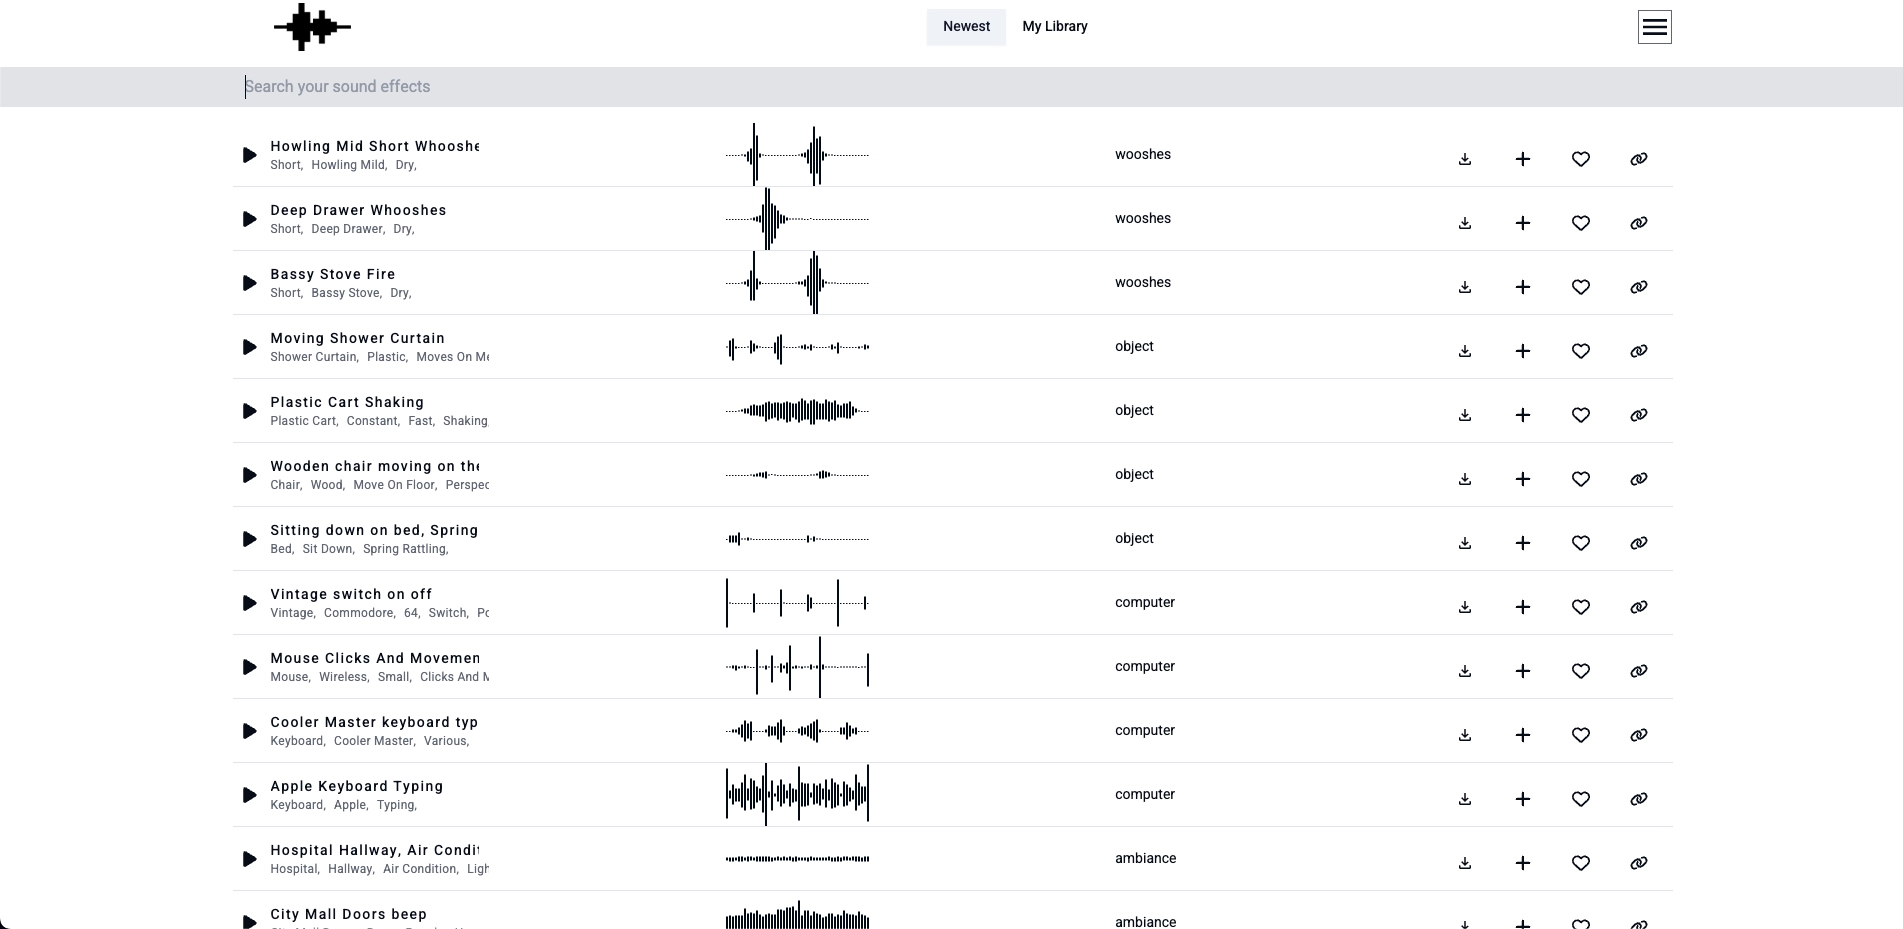 Newest My Library
Search your sound effects
Howling Mid Short Whooshe
Short, Howling Mild, Dry,
wooshes
Deep Drawer Whooshes
Short, Deep Drawer, Dry,
wooshes
Bassy Stove Fire
Short, Bassy Stove, Dry,
wooshes
Moving Shower Curtain
Shower Curtain, Plastic, Moves On Me
object
Plastic Cart Shaking
Plastic Cart, Constant, Fast, Shaking,
object
Wooden chair moving on the
Chair, Wood, Move On Floor, Perspec
object
Sitting down on bed, Spring
Bed, Sit Down, Spring Rattling,
object
Vintage switch on off
Vintage, Commodore, 64, Switch, Po
computer
Mouse Clicks And Movemen
Mouse, Wireless, Small, Clicks And M
computer
Cooler Master keyboard typ
Keyboard, Cooler Master, Various,
computer
Apple Keyboard Typing
Keyboard, Apple, Typing,
computer
Hospital Hallway, Air Condit
Hospital, Hallway, Air Condition, Ligh
ambiance
City Mall Doors beep
ambiance